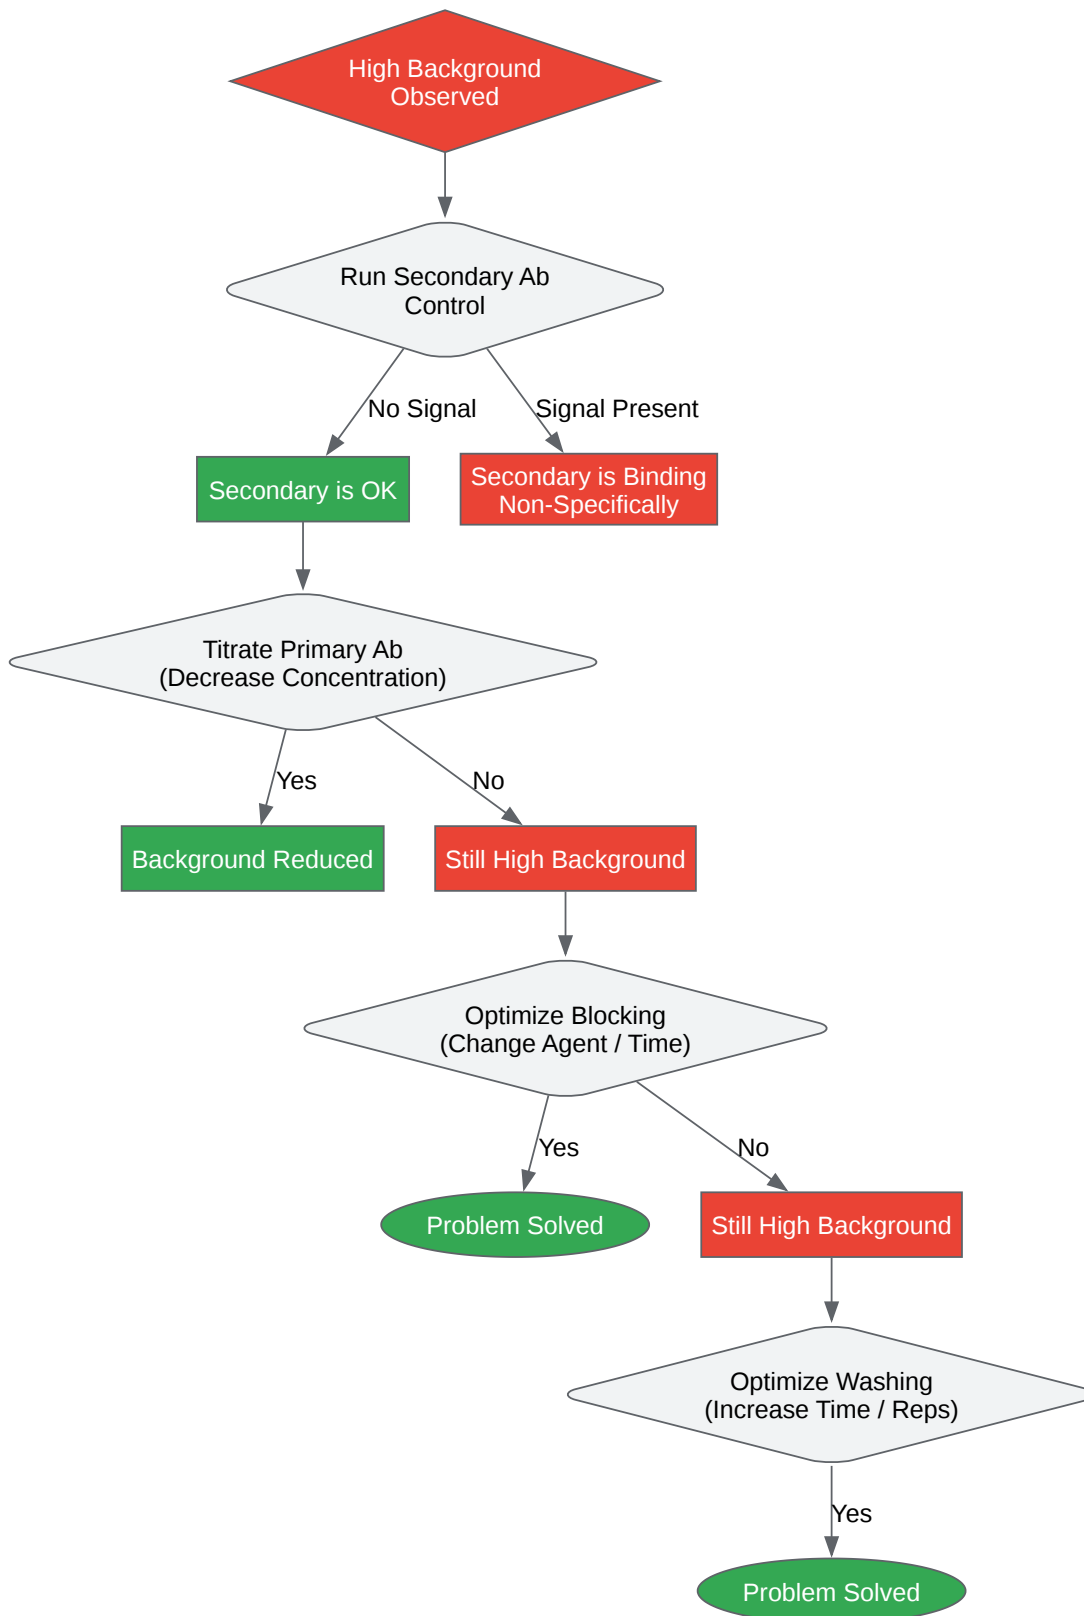 High Background
Observed
Run Secondary Ab
Control
No Signal
Signal Present
Secondary is OK
Secondary is Binding
Non-Specifically
Titrate Primary Ab
(Decrease Concentration)
Yes
No
Background Reduced
Still High Background
Optimize Blocking
(Change Agent / Time)
Yes
No
Problem Solved
Still High Background
Optimize Washing
(Increase Time / Reps)
Yes
Problem Solved